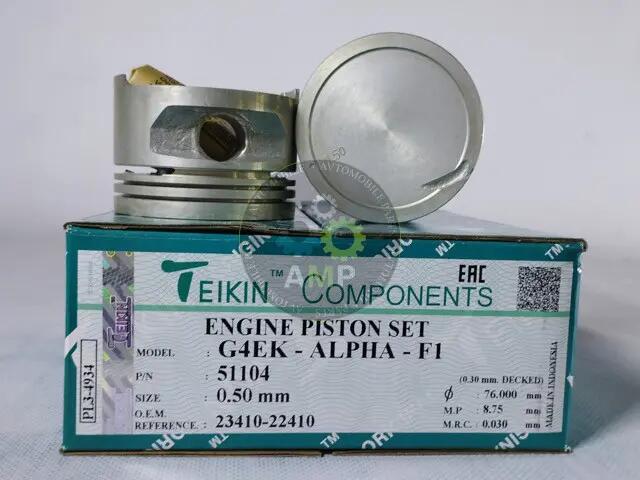 TEIKIN™ COMPONENTS
EAC
ENGINE PISTON SET
MODEL : G4EK - ALPHA - F1
P/N : 51104 (0.30 mm. DECKED)
SIZE : 0.50 mm ϕ : 76.000 mm
O.E.M. M.P : 8.75 mm
REFERENCE. : 23410-22410 M.R.C. : 0.030 mm
MADE IN INDONESIA
PL3-4934
TEIKIN
AMP